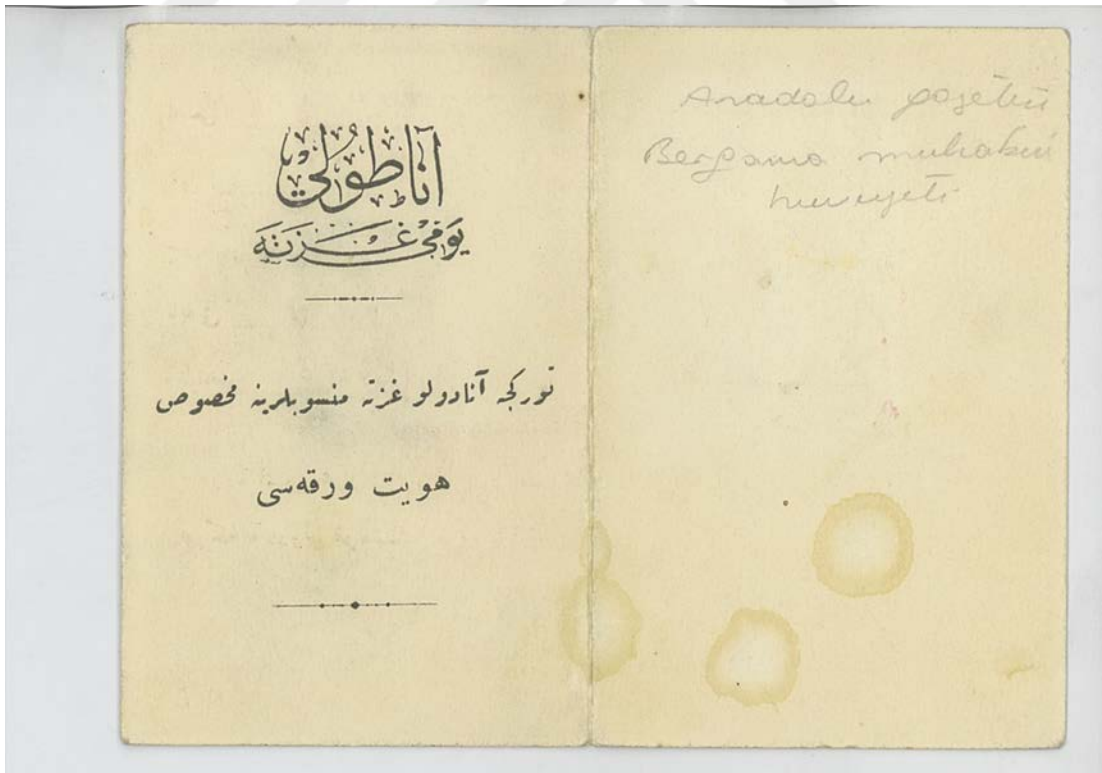 آناطولی
یومی غزته
تورکجه آنادولو غزته منسوبلرینه مخصوص
هویت ورقه‌سی
Anadolu gazetesi
Bergama muhabiri
hüviyeti